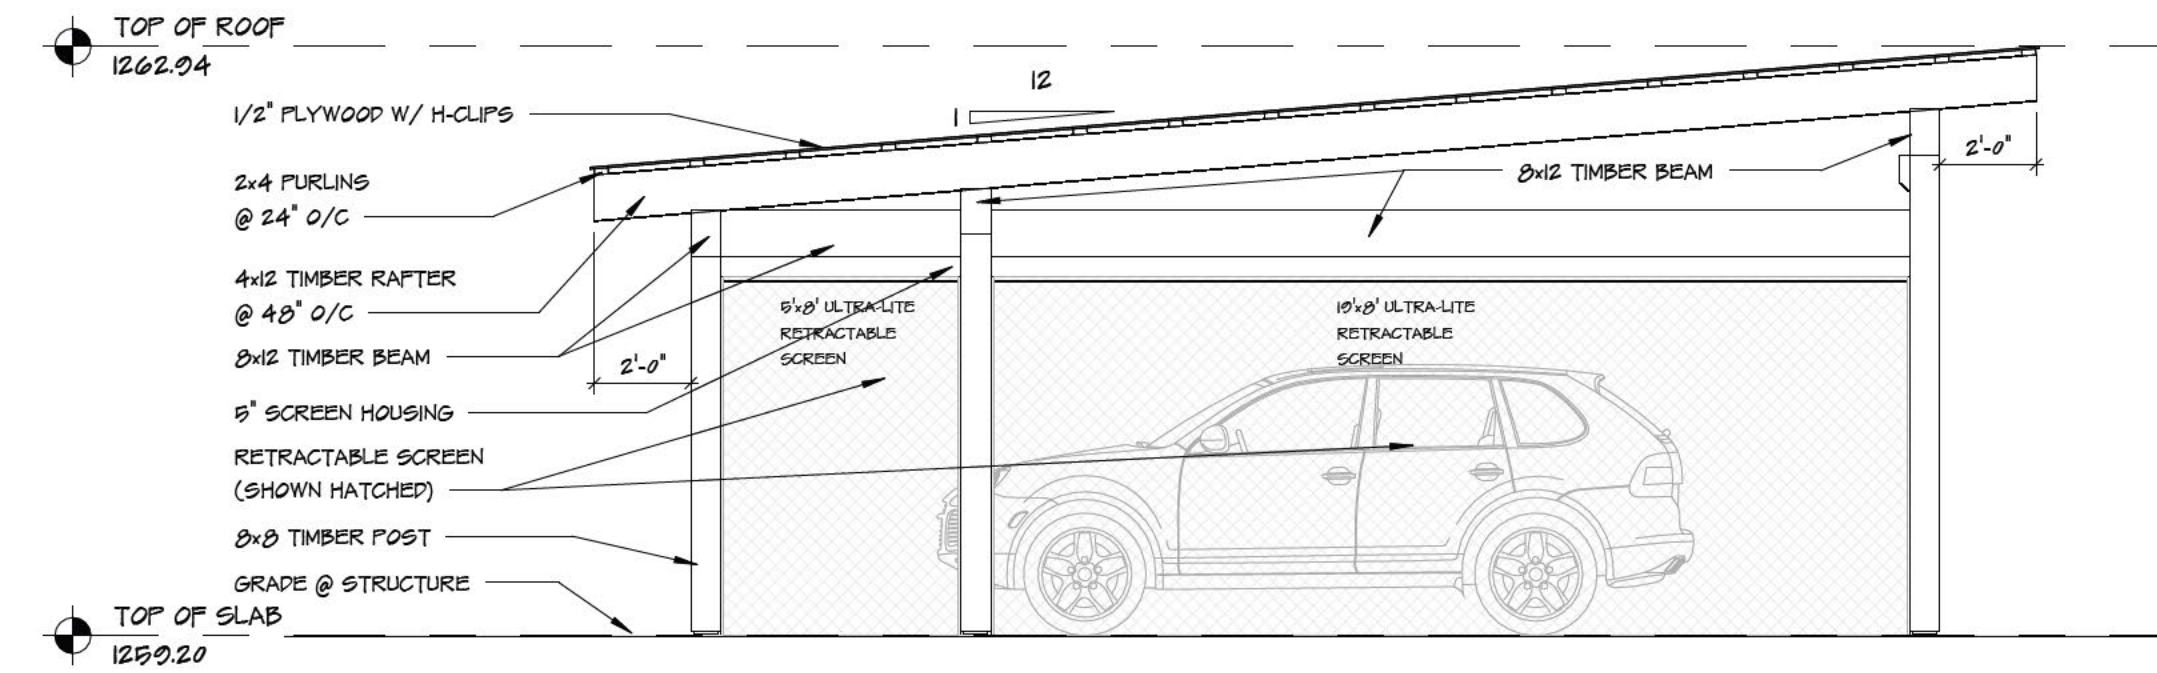 TOP OF ROOF
1262.94
12
1
1/2" PLYWOOD W/ H-CLIPS
2x4 PURLINS
@ 24" O/C
8x12 TIMBER BEAM
2'-0"
4x12 TIMBER RAFTER
@ 48" O/C
8x12 TIMBER BEAM
2'-0"
5" SCREEN HOUSING
RETRACTABLE SCREEN
(SHOWN HATCHED)
8x8 TIMBER POST
GRADE @ STRUCTURE
5'x8' ULTRA-LITE
RETRACTABLE
SCREEN
19'x8' ULTRA-LITE
RETRACTABLE
SCREEN
TOP OF SLAB
1259.20